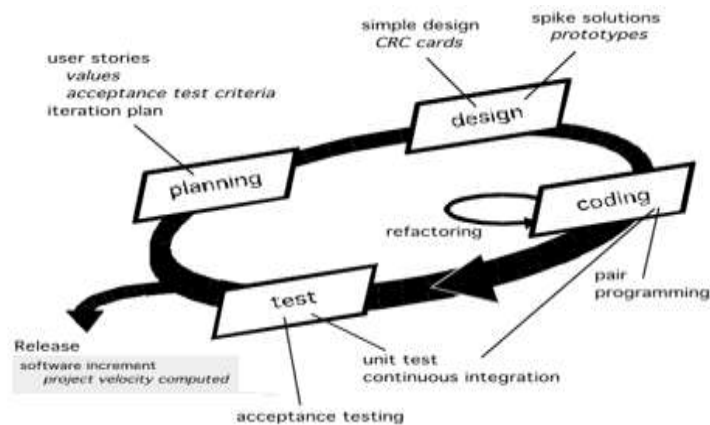 simple design
CRC cards
spike solutions
prototypes
user stories
values
acceptance test criteria
iteration plan
design
planning
coding
refactoring
test
pair
programming
Release
software increment
project velocity computed
unit test
continuous integration
acceptance testing